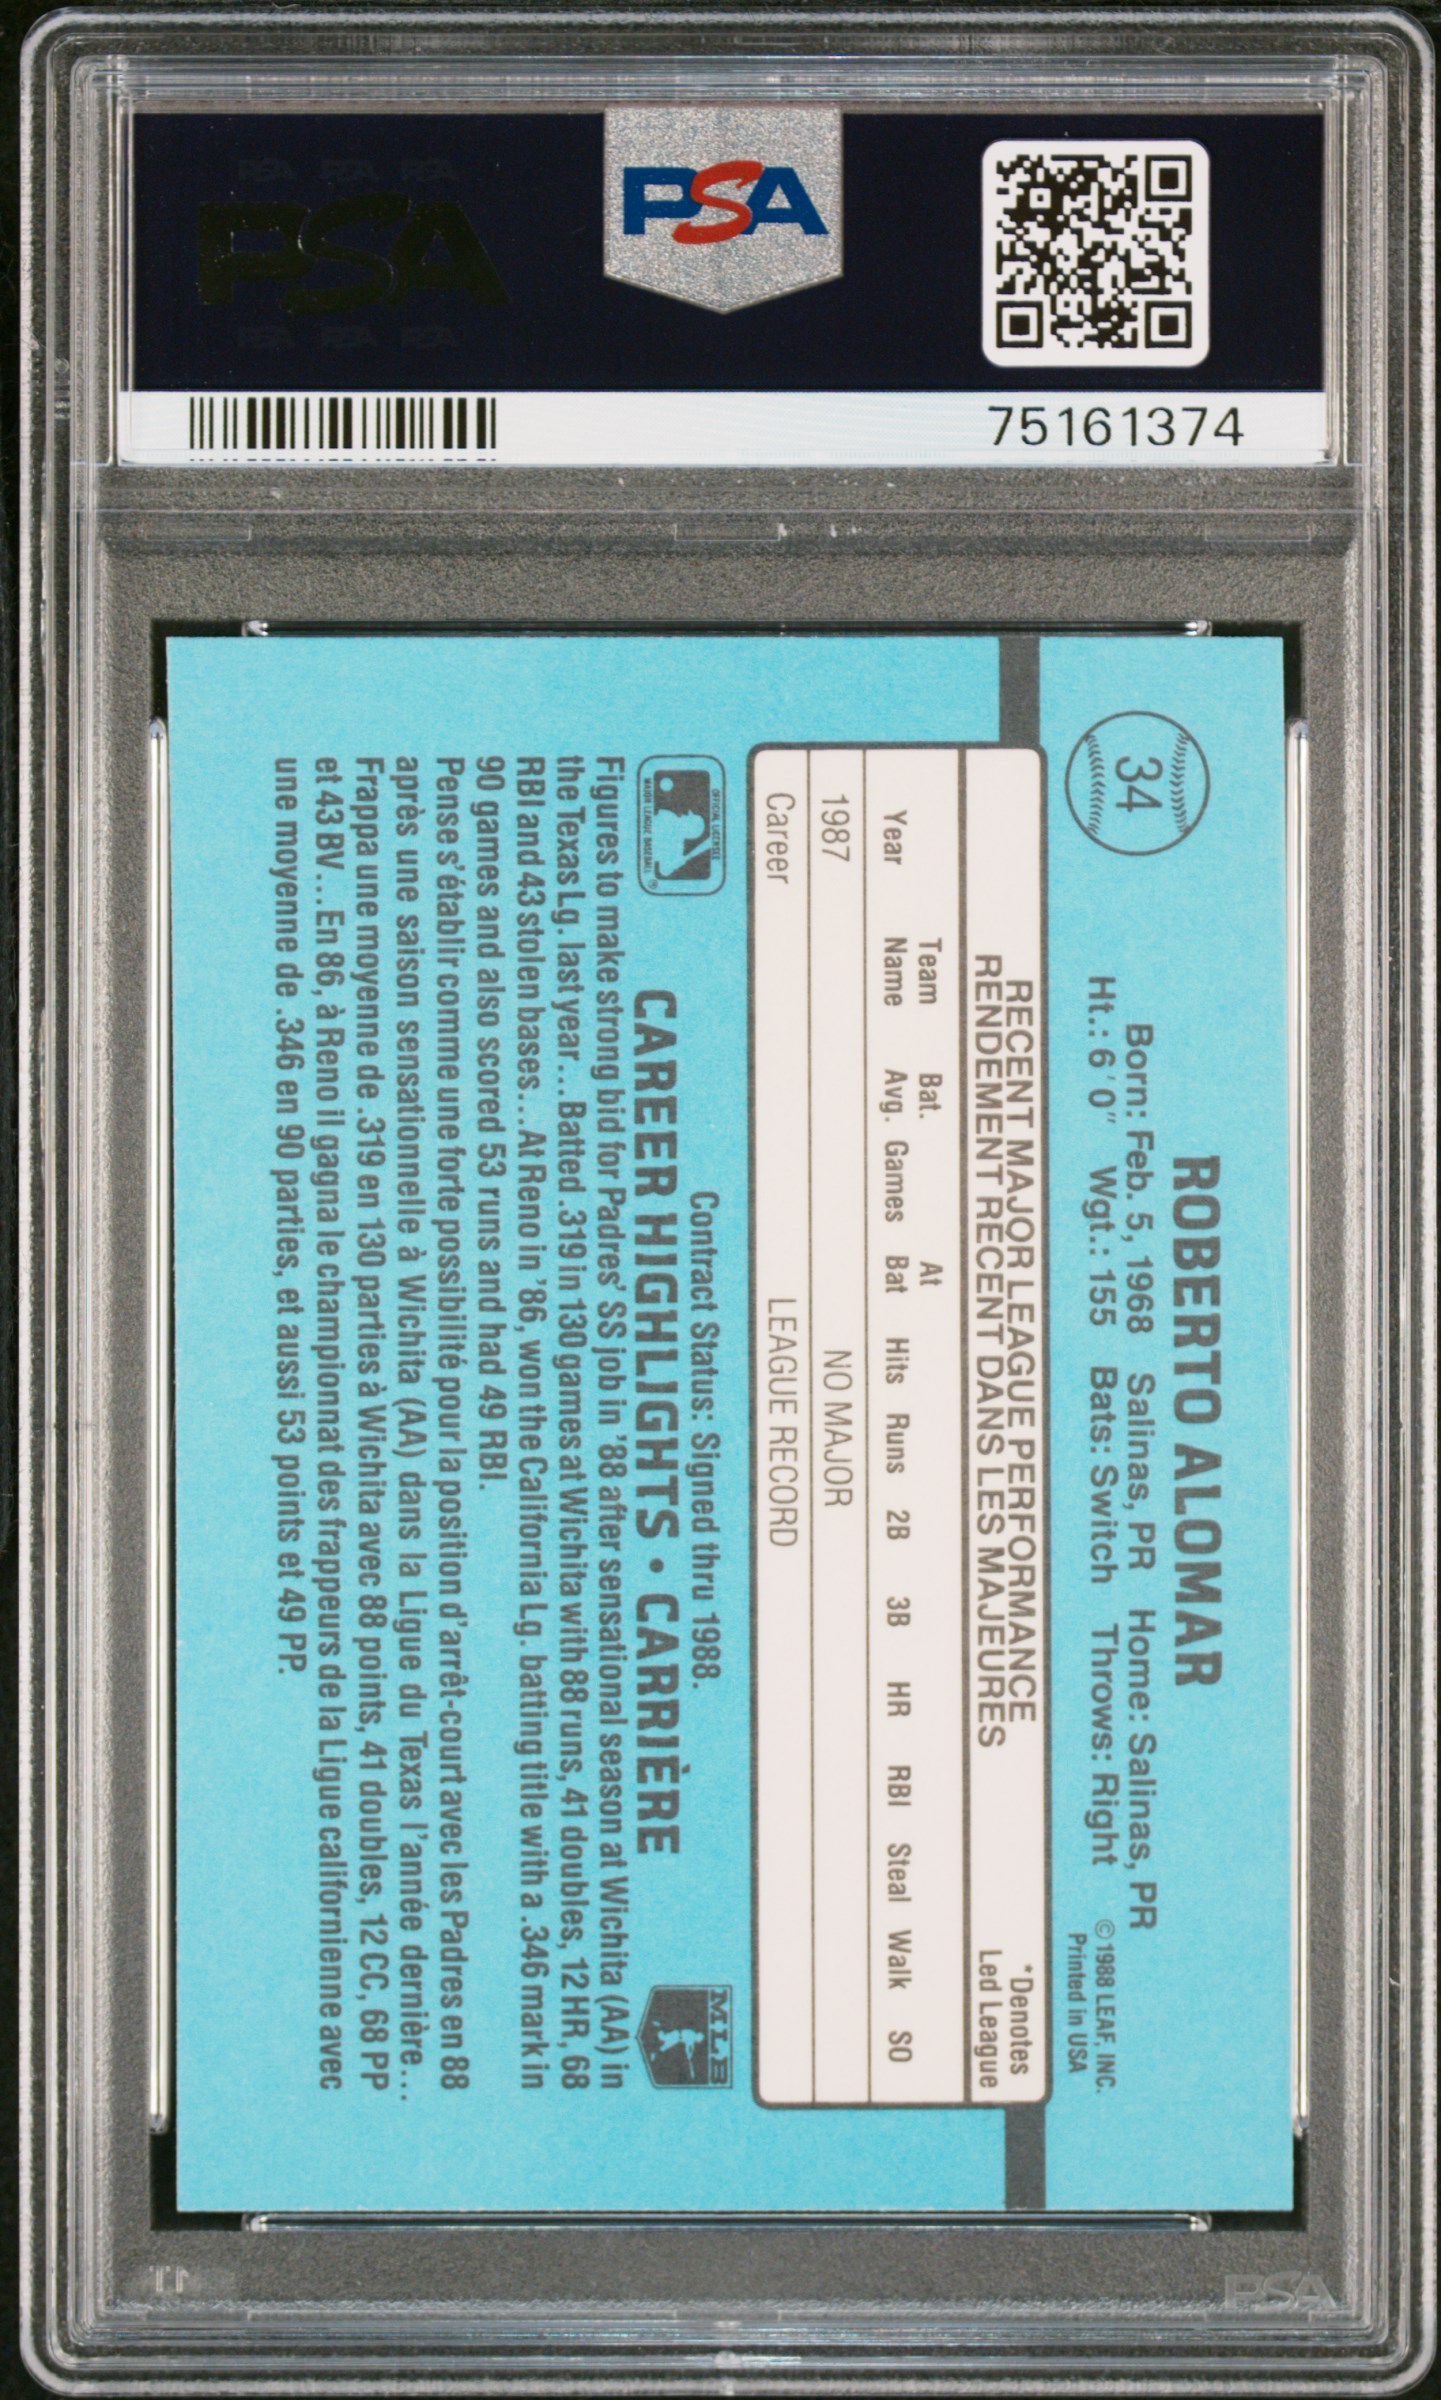 PSA PSA PSA
PSA
PSA PSA PSA
PSA
75161374
34
ROBERTO ALOMAR
Born: Feb. 5, 1968 Salinas, PR Home: Salinas, PR
Ht.: 6'0" Wgt.: 155 Bats: Switch Throws: Right
© 1988 LEAF, INC.
Printed in USA
RECENT MAJOR LEAGUE PERFORMANCE
RENDEMENT RECENT DANS LES MAJEURES
*Denotes
Led League
Team Bat. At
Year Name Avg. Games Bat Hits Runs 2B 3B HR RBI Steal Walk SO
1987 NO MAJOR
Career LEAGUE RECORD
OFFICIAL LICENSEE
MAJOR LEAGUE BASEBALL ®
Contract Status: Signed thru 1988.
CAREER HIGHLIGHTS • CARRIÈRE
MLB
Figures to make strong bid for Padres' SS job in '88 after sensational season at Wichita (AA) in
the Texas Lg. last year...Batted .319 in 130 games at Wichita with 88 runs, 41 doubles, 12 HR, 68
RBI and 43 stolen bases...At Reno in '86, won the California Lg. batting title with a .346 mark in
90 games and also scored 53 runs and had 49 RBI.
Pense s'établir comme une forte possibilité pour la position d'arrêt-court avec les Padres en 88
après une saison sensationnelle à Wichita (AA) dans la Ligue du Texas l'année dernière...
Frappa une moyenne de .319 en 130 parties à Wichita avec 88 points, 41 doubles, 12 CC, 68 PP
et 43 BV...En 86, à Reno il gagna le championnat des frappeurs de la Ligue californienne avec
une moyenne de .346 en 90 parties, et aussi 53 points et 49 PP.
PSA